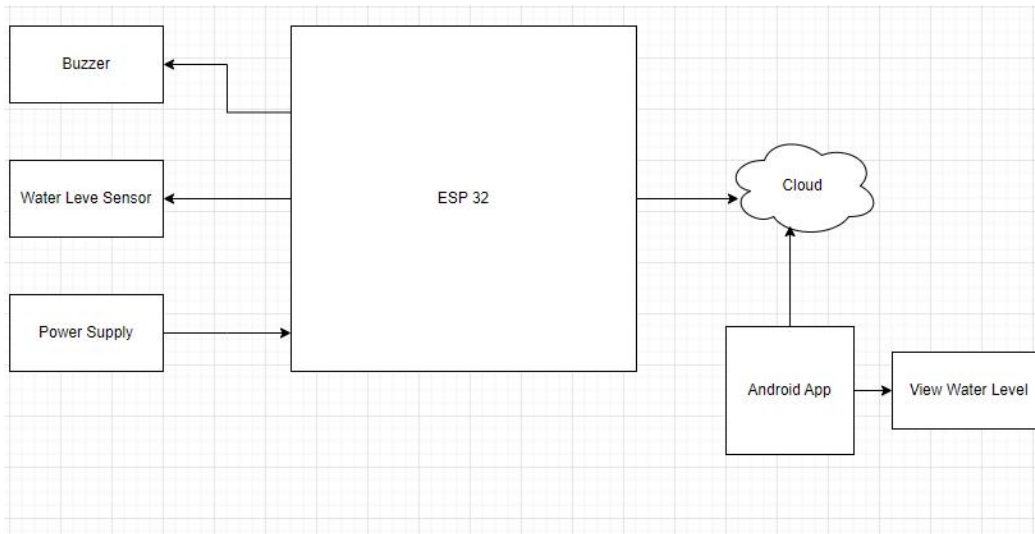 Buzzer
Water Leve Sensor
Power Supply
ESP 32
Cloud
Android App
View Water Level